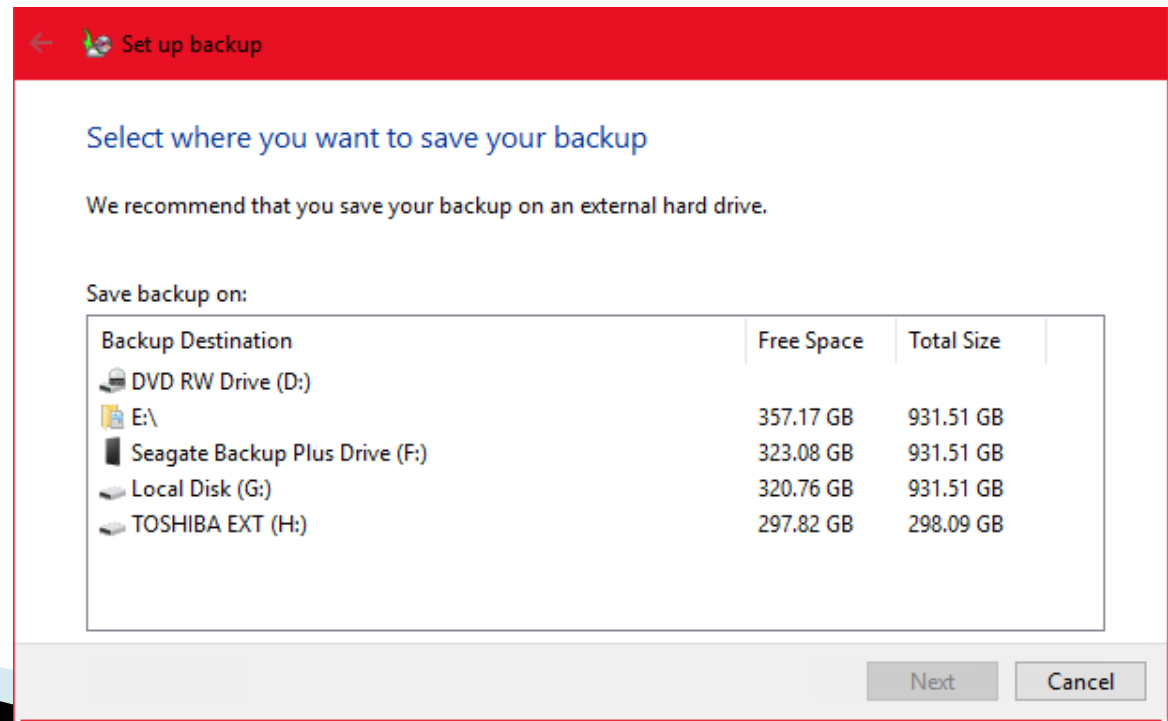 Set up backup
Select where you want to save your backup
We recommend that you save your backup on an external hard drive.
Save backup on:
Backup Destination Free Space Total Size
DVD RW Drive (D:)
E:\ 357.17 GB 931.51 GB
Seagate Backup Plus Drive (F:) 323.08 GB 931.51 GB
Local Disk (G:) 320.76 GB 931.51 GB
TOSHIBA EXT (H:) 297.82 GB 298.09 GB
Next Cancel